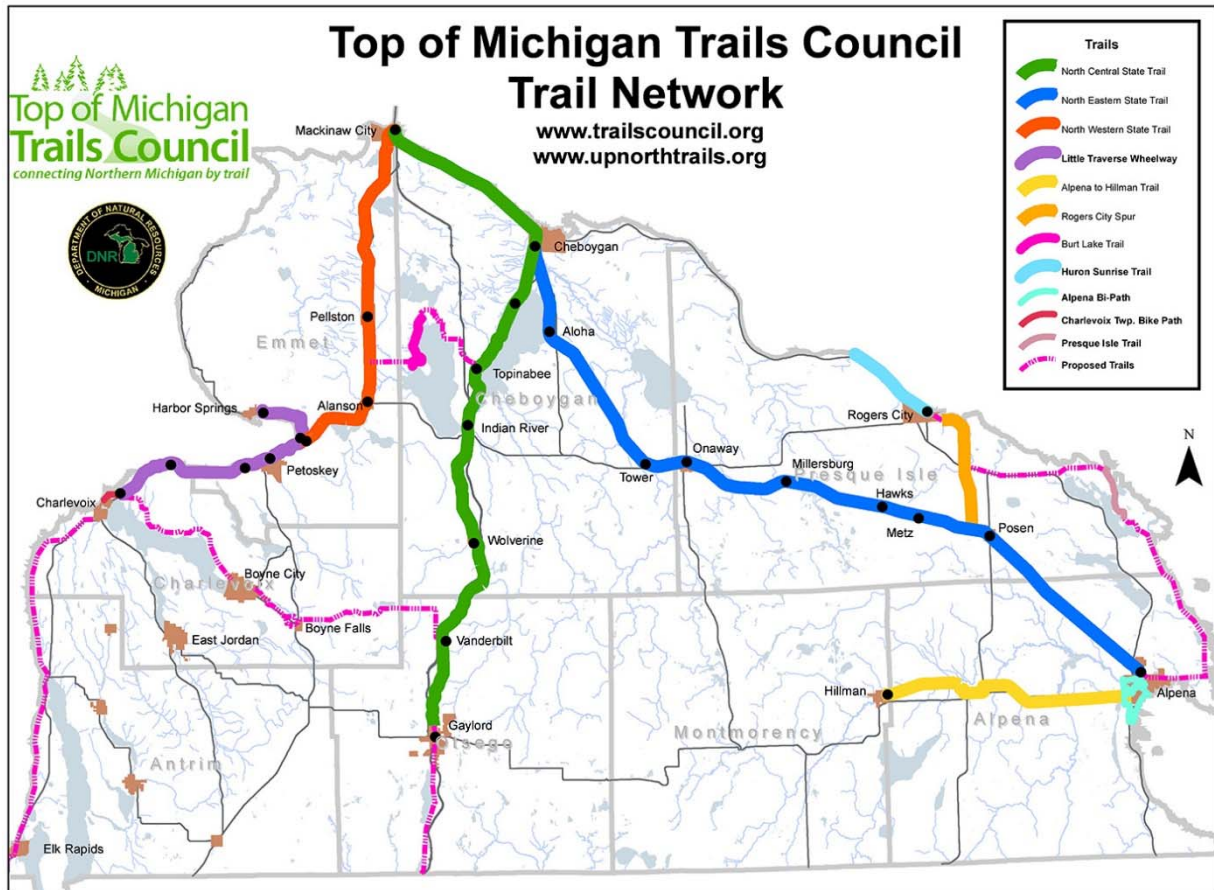 Top of Michigan Trails Council
Trail Network
www.trailscouncil.org
www.upnorthtrails.org
Top of Michigan
Trails Council
connecting Northern Michigan by trail
DEPARTMENT OF NATURAL RESOURCES
DNR
MICHIGAN
Trails
North Central State Trail
North Eastern State Trail
North Western State Trail
Little Traverse Wheelway
Alpena to Hillman Trail
Rogers City Spur
Burt Lake Trail
Huron Sunrise Trail
Alpena Bi-Path
Charlevoix Twp. Bike Path
Presque Isle Trail
Proposed Trails
N
Mackinaw City
Cheboygan
Pellston
Aloha
Emmet
Topinabee
Cheboygan
Harbor Springs
Alanson
Indian River
Rogers City
Petoskey
Tower
Onaway
Millersburg
Presque Isle
Charlevoix
Hawks
Metz
Posen
Wolverine
Boyne City
Charlevoix
Boyne Falls
East Jordan
Vanderbilt
Hillman
Alpena
Gaylord
Otsego
Montmorency
Alpena
Antrim
Elk Rapids